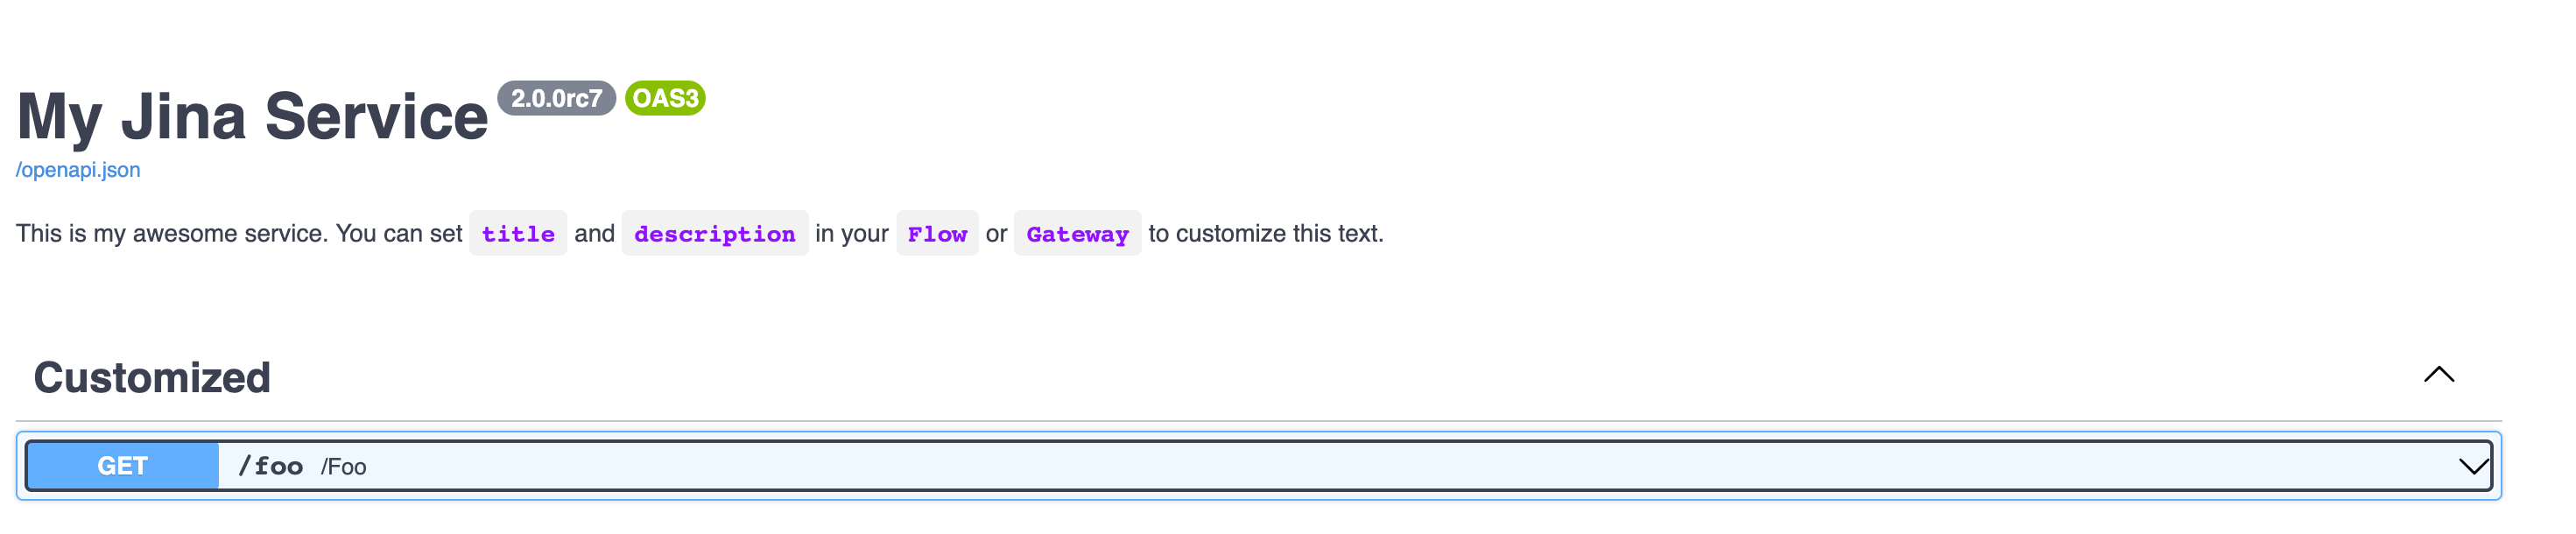 My Jina Service 2.0.0rc7 OAS3
/openapi.json
This is my awesome service. You can set title and description in your Flow or Gateway to customize this text.
Customized
GET /foo /Foo